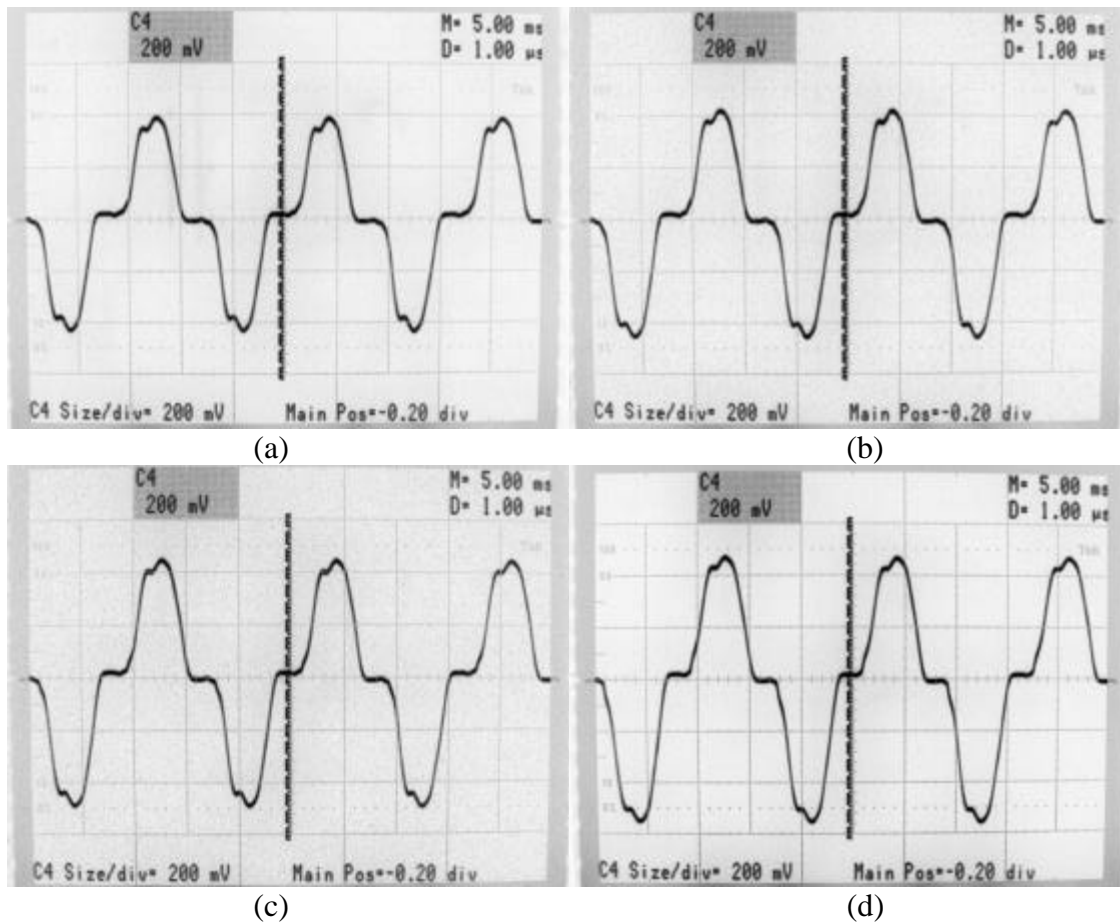 C4
200 mV
M= 5.00 ms
D= 1.00 µs
C4 Size/div= 200 mV
Main Pos=-0.20 div
(a)
C4
200 mV
M= 5.00 ms
D= 1.00 µs
C4 Size/div= 200 mV
Main Pos=-0.20 div
(b)
C4
200 mV
M= 5.00 ms
D= 1.00 µs
C4 Size/div= 200 mV
Main Pos=-0.20 div
(c)
C4
200 mV
M= 5.00 ms
D= 1.00 µs
C4 Size/div= 200 mV
Main Pos=-0.20 div
(d)